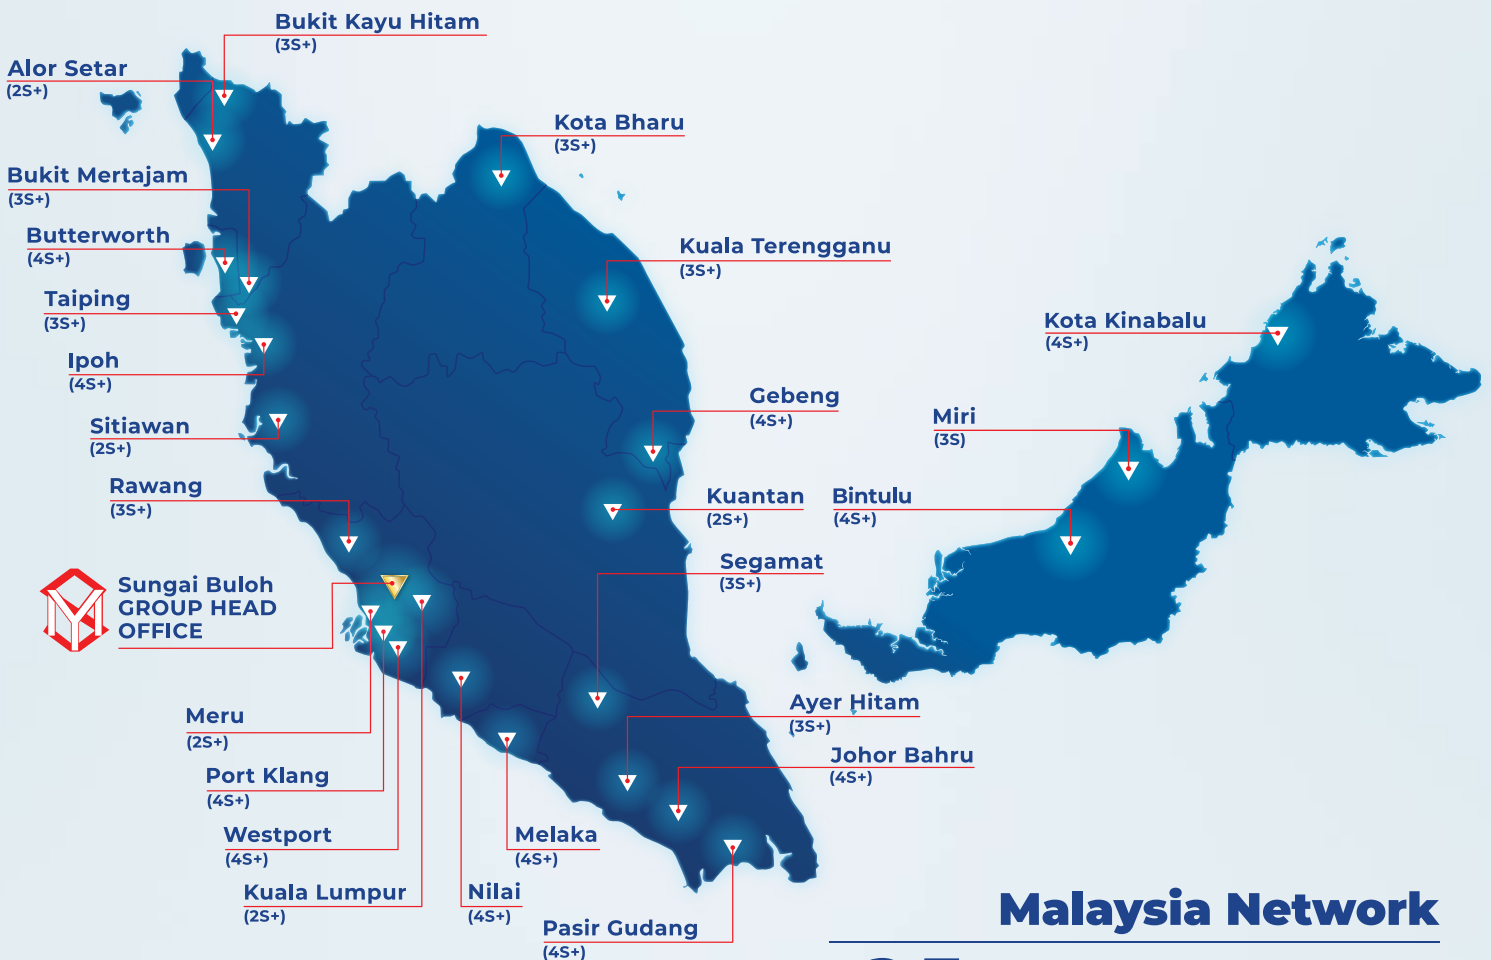 Bukit Kayu Hitam
(3S+)
Alor Setar
(2S+)
Kota Bharu
(3S+)
Bukit Mertajam
(3S+)
Butterworth
(4S+)
Kuala Terengganu
(3S+)
Taiping
(3S+)
Kota Kinabalu
(4S+)
Ipoh
(4S+)
Gebeng
(4S+)
Miri
(3S)
Sitiawan
(2S+)
Rawang
(3S+)
Kuantan
(2S+)
Bintulu
(4S+)
Segamat
(3S+)
Sungai Buloh
GROUP HEAD
OFFICE
Ayer Hitam
(3S+)
Meru
(2S+)
Johor Bahru
(4S+)
Port Klang
(4S+)
Westport
(4S+)
Melaka
(4S+)
Kuala Lumpur
(2S+)
Nilai
(4S+)
Pasir Gudang
(4S+)
Malaysia Network